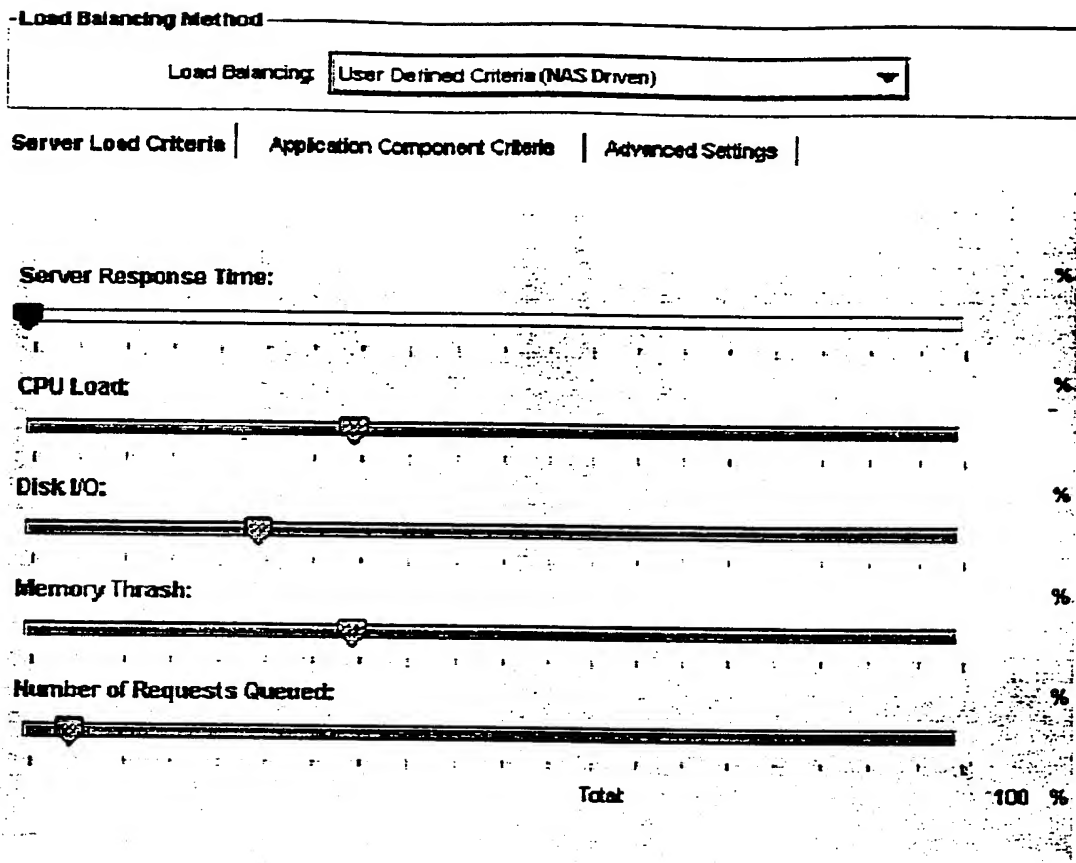 Load Balancing Method
Load Balancing: User Defined Criteria (NAS Driven)
Server Load Criteria | Application Component Criteria | Advanced Settings |
Server Response Time: %
CPU Load: %
Disk I/O: %
Memory Thrash: %
Number of Requests Queued: %
Total: 100 %